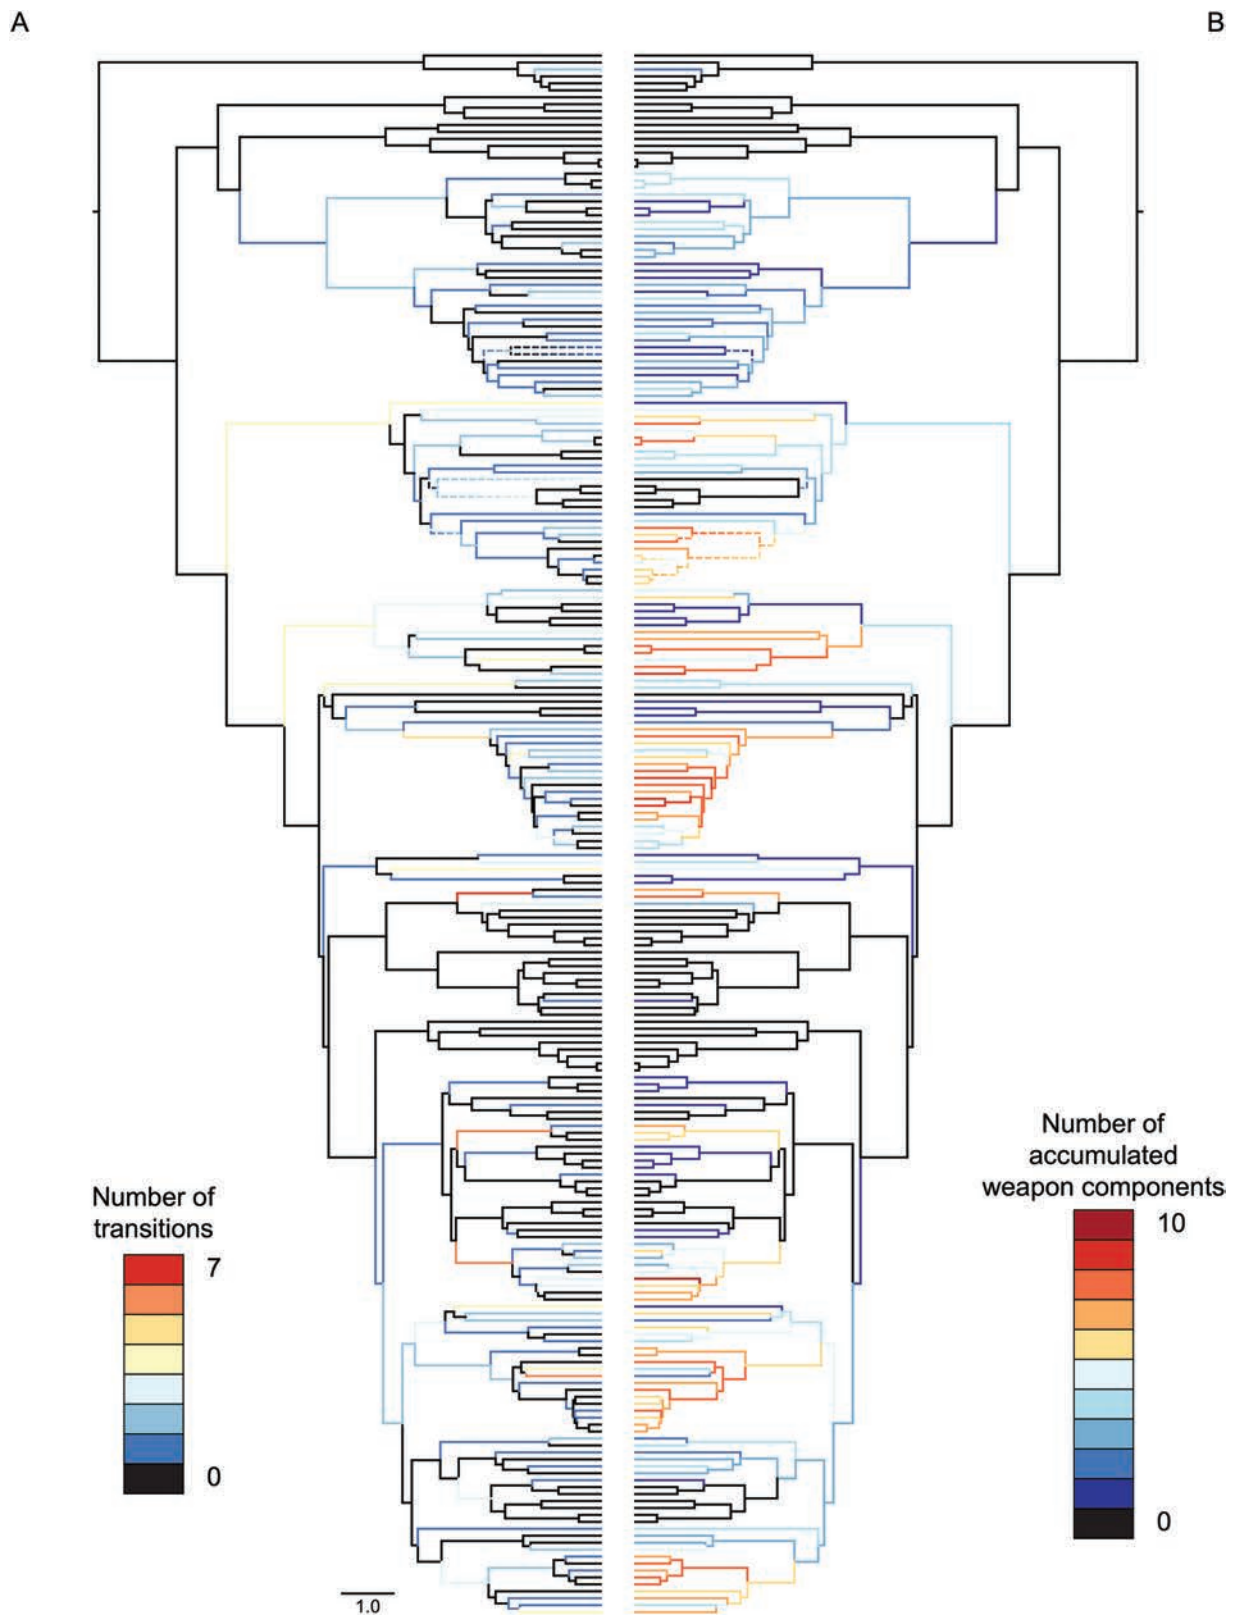 A
B
Number of
transitions
7
0
Number of
accumulated
weapon components
10
0
1.0